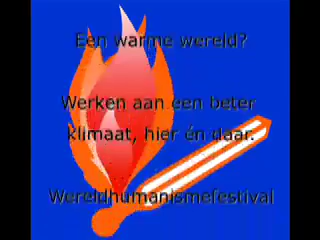 Een warme wereld?
Werken aan een beter
klimaat, hier én daar.
Wereldhumanismefestival